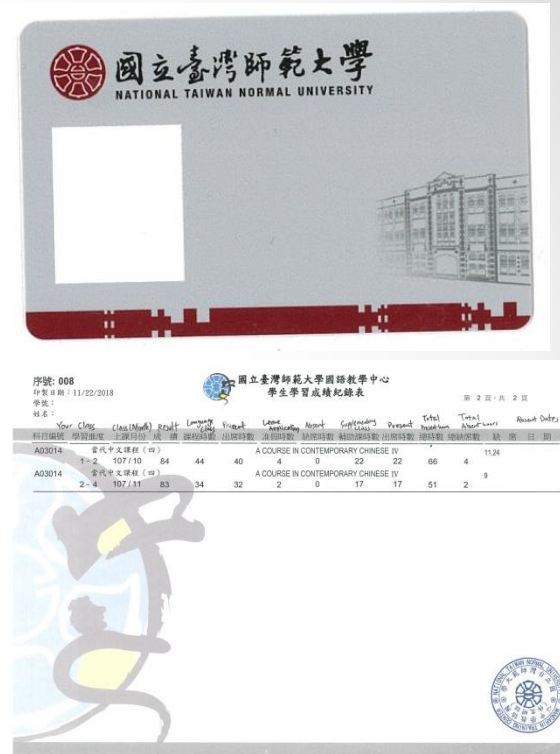 國立臺灣師範大學
NATIONAL TAIWAN NORMAL UNIVERSITY
序號: 008
印製日期：11/22/2018
學號：
姓名：
國立臺灣師範大學國語教學中心
學生學習成績紀錄表
第 2 頁，共 2 頁
Your Class Class (Month) Result Language Class Present Leave Application Absent Suplemeding Class Present Total Total Absent hours Absent Dates
科目編號 學習進度 上課月份 成績 課程時數 出席時數 准假時數 缺席時數 輔助課時數 出席時數 總時數 總缺席數 缺席日期
A03014 當代中文課程（四） A COURSE IN CONTEMPORARY CHINESE IV 11,24
1 - 2 107 / 10 84 44 40 4 0 22 22 66 4
A03014 當代中文課程（四） A COURSE IN CONTEMPORARY CHINESE IV 9
2 - 4 107 / 11 83 34 32 2 0 17 17 51 2